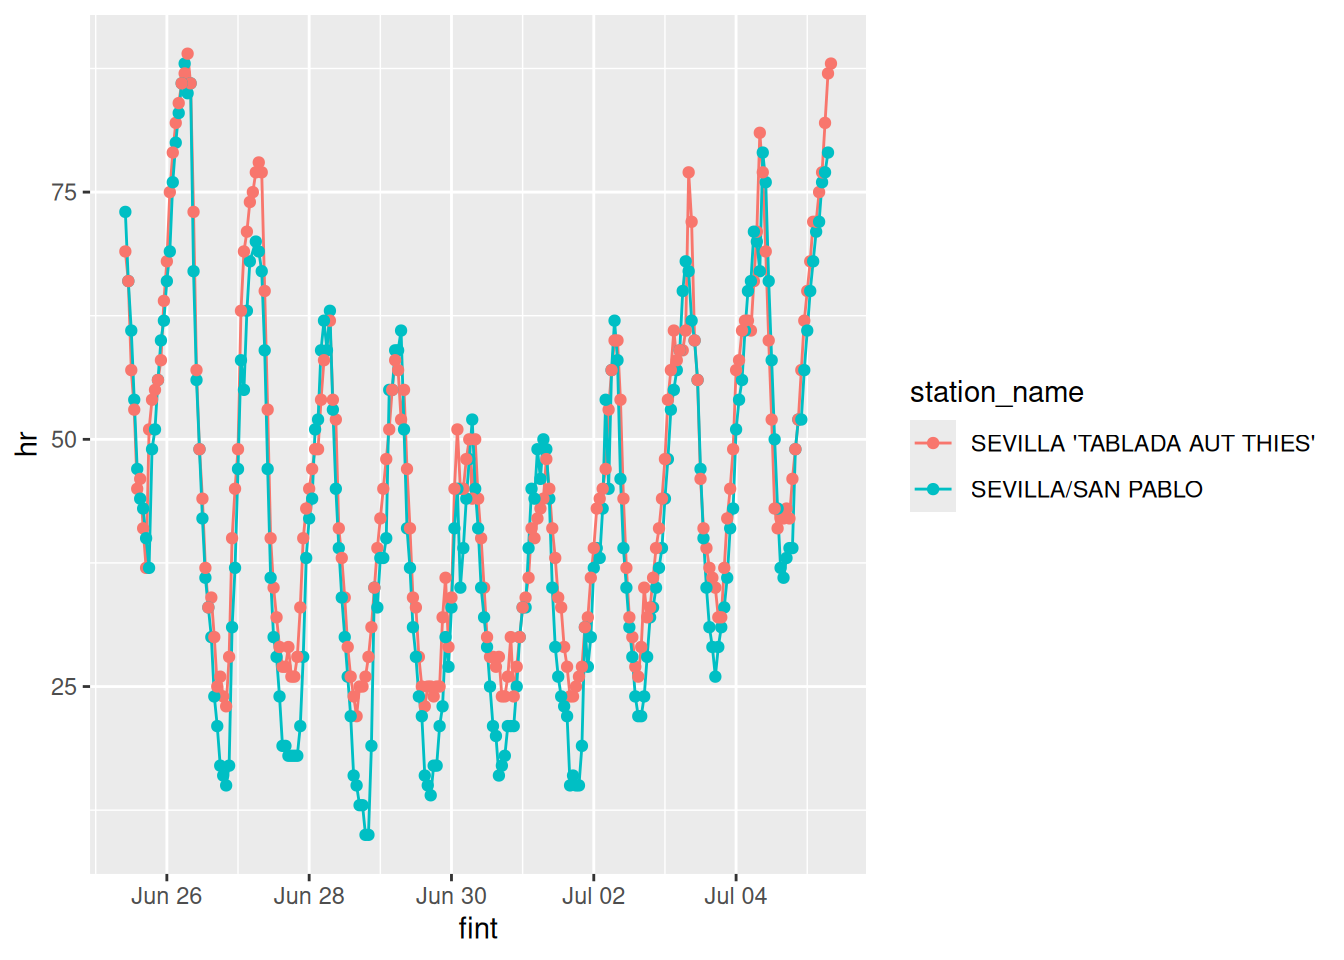 75
50
25
hr
Jun 26
Jun 28
Jun 30
Jul 02
Jul 04
fint
station_name
SEVILLA 'TABLADA AUT THIES'
SEVILLA/SAN PABLO